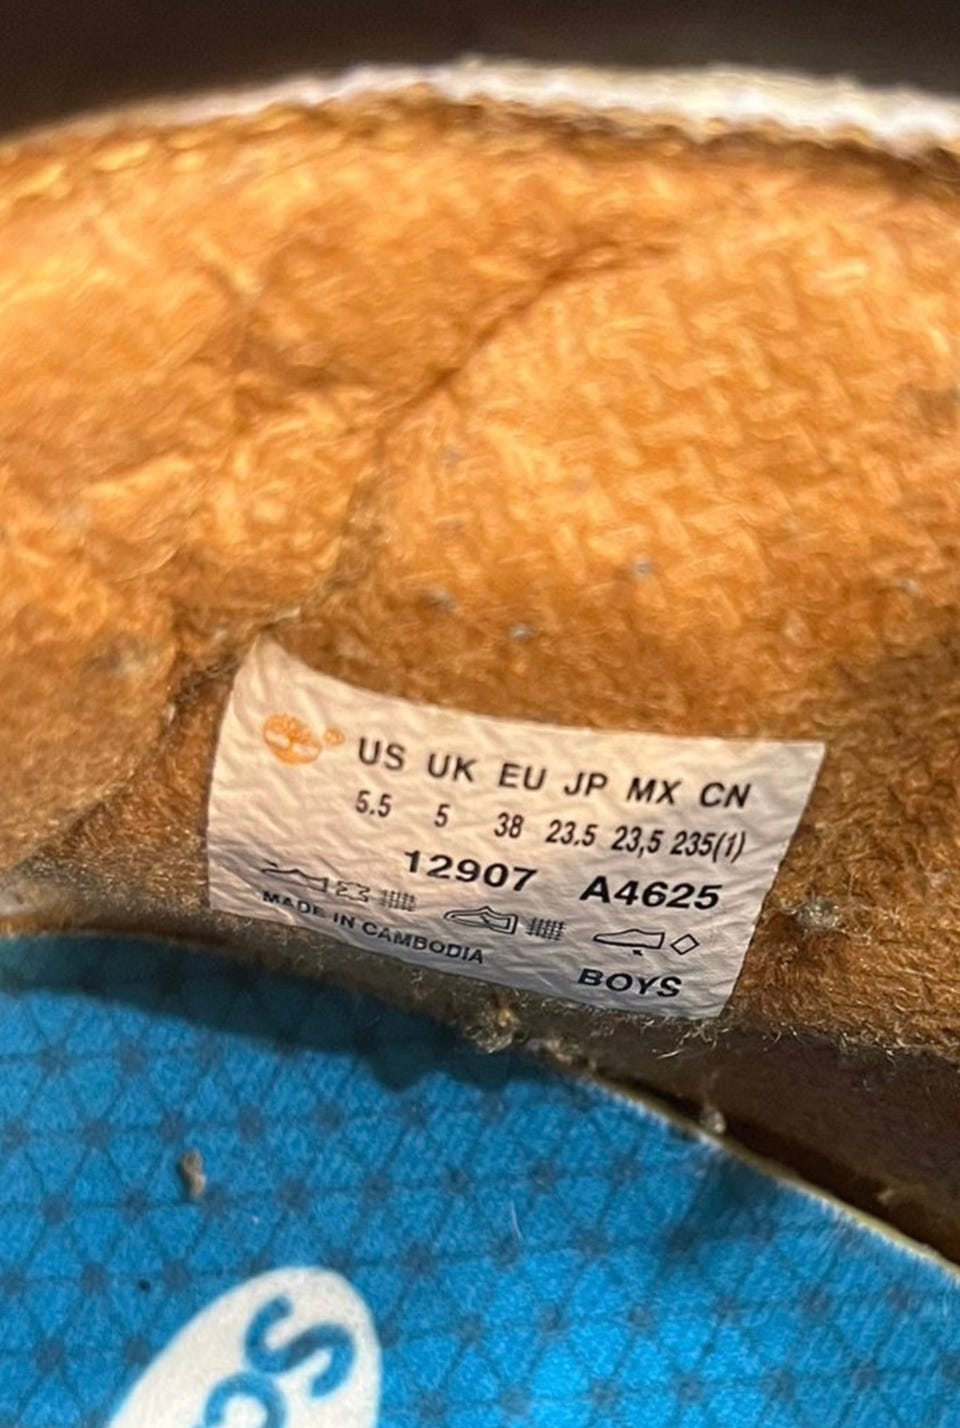 US UK EU JP MX CN
5.5 5 38 23.5 23,5 235(1)
12907 A4625
MADE IN CAMBODIA
BOYS